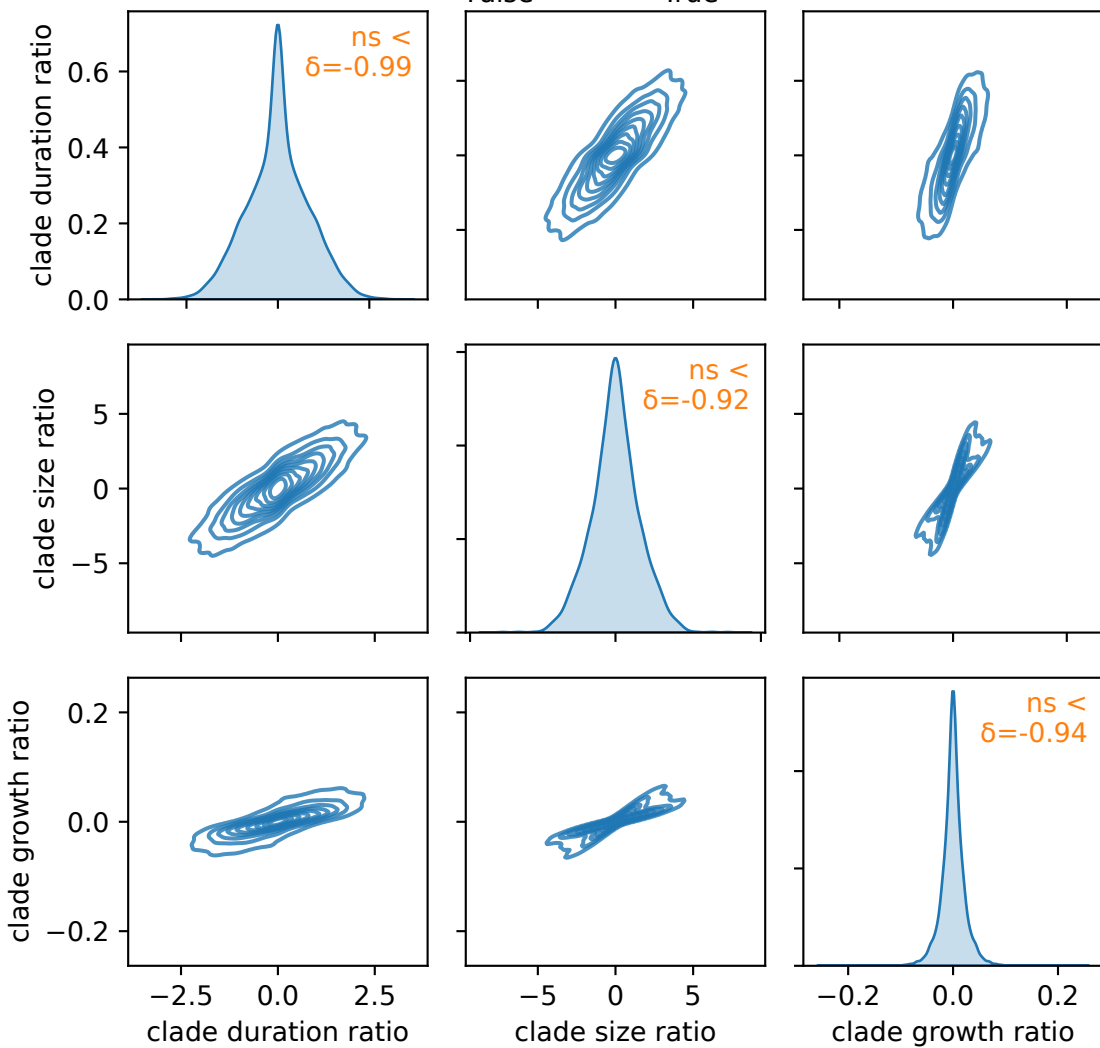 clade duration ratio
0.6
0.4
0.2
0.0
ns <
δ=-0.99
clade size ratio
5
0
−5
ns <
δ=-0.92
clade growth ratio
0.2
0.0
−0.2
ns <
δ=-0.94
−2.5 0.0 2.5
−5 0 5
−0.2 0.0 0.2
clade duration ratio
clade size ratio
clade growth ratio